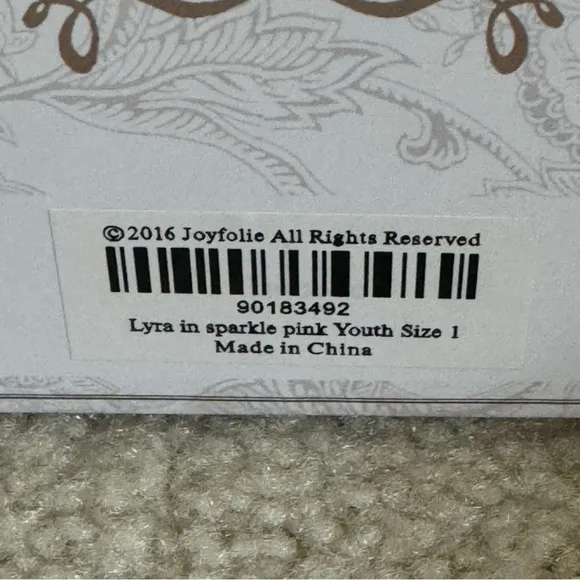 ©2016 Joyfolie All Rights Reserved
90183492
Lyra in sparkle pink Youth Size 1
Made in China